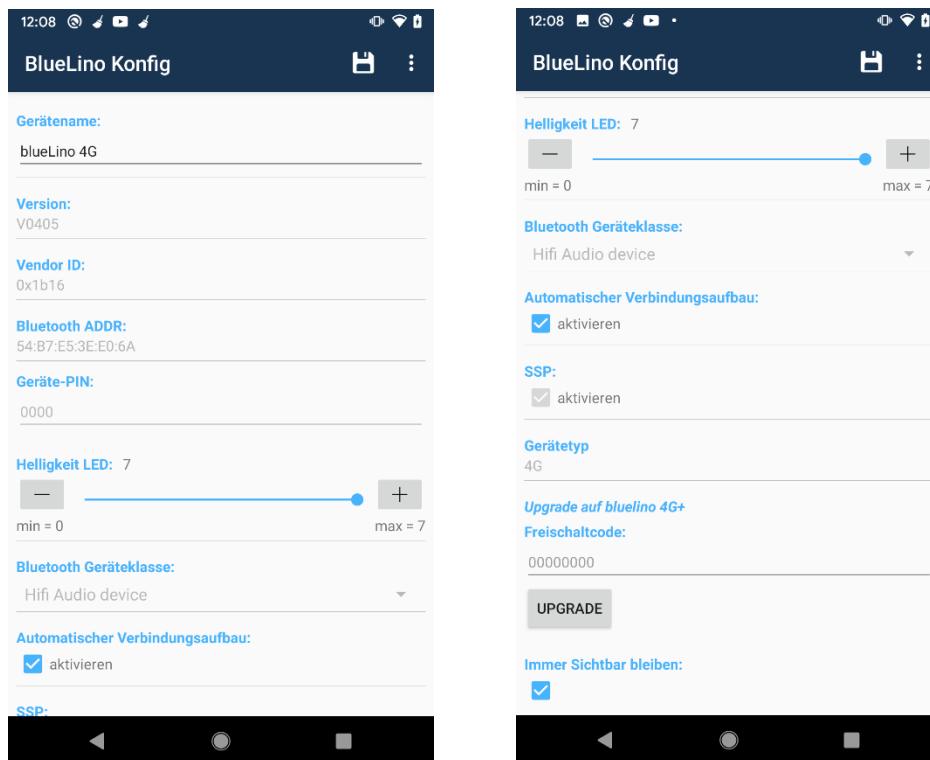 12:08
BlueLino Konfig
Gerätename:
blueLino 4G
Version:
V0405
Vendor ID:
0x1b16
Bluetooth ADDR:
54:B7:E5:3E:E0:6A
Geräte-PIN:
0000
Helligkeit LED: 7
min = 0 max = 7
Bluetooth Geräteklasse:
Hifi Audio device
Automatischer Verbindungsaufbau:
aktivieren
SSP:
12:08
BlueLino Konfig
Helligkeit LED: 7
min = 0 max = 7
Bluetooth Geräteklasse:
Hifi Audio device
Automatischer Verbindungsaufbau:
aktivieren
SSP:
aktivieren
Gerätetyp
4G
Upgrade auf bluelino 4G+
Freischaltcode:
00000000
UPGRADE
Immer Sichtbar bleiben: